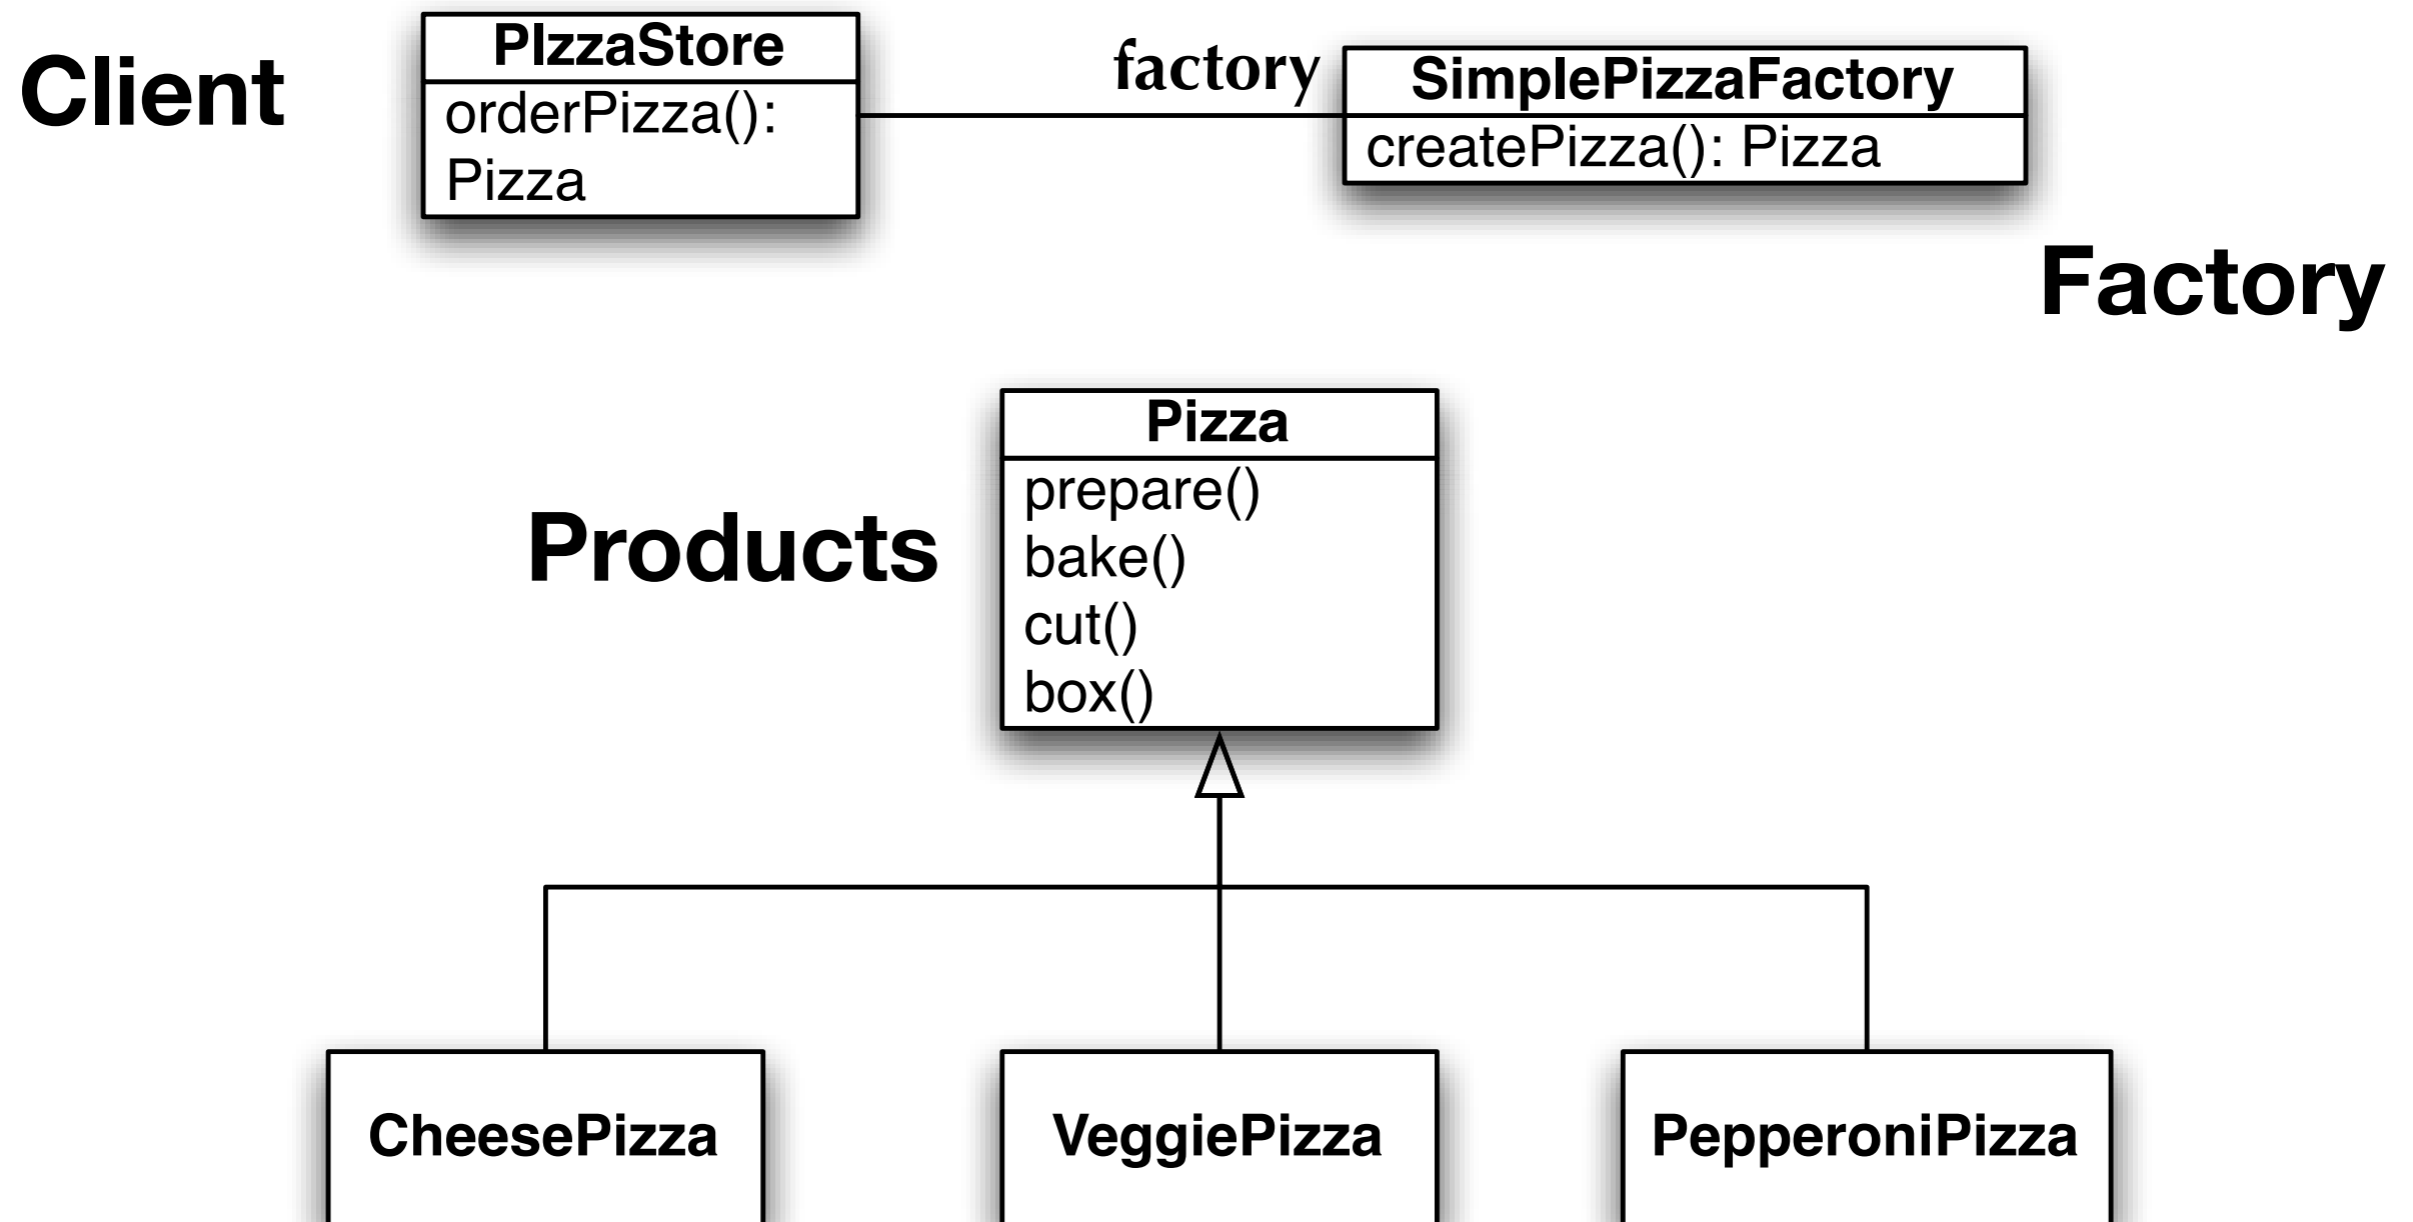 Client
PIzzaStore
orderPizza():
Pizza
factory
SimplePizzaFactory
createPizza(): Pizza
Factory
Products
Pizza
prepare()
bake()
cut()
box()
CheesePizza
VeggiePizza
PepperoniPizza